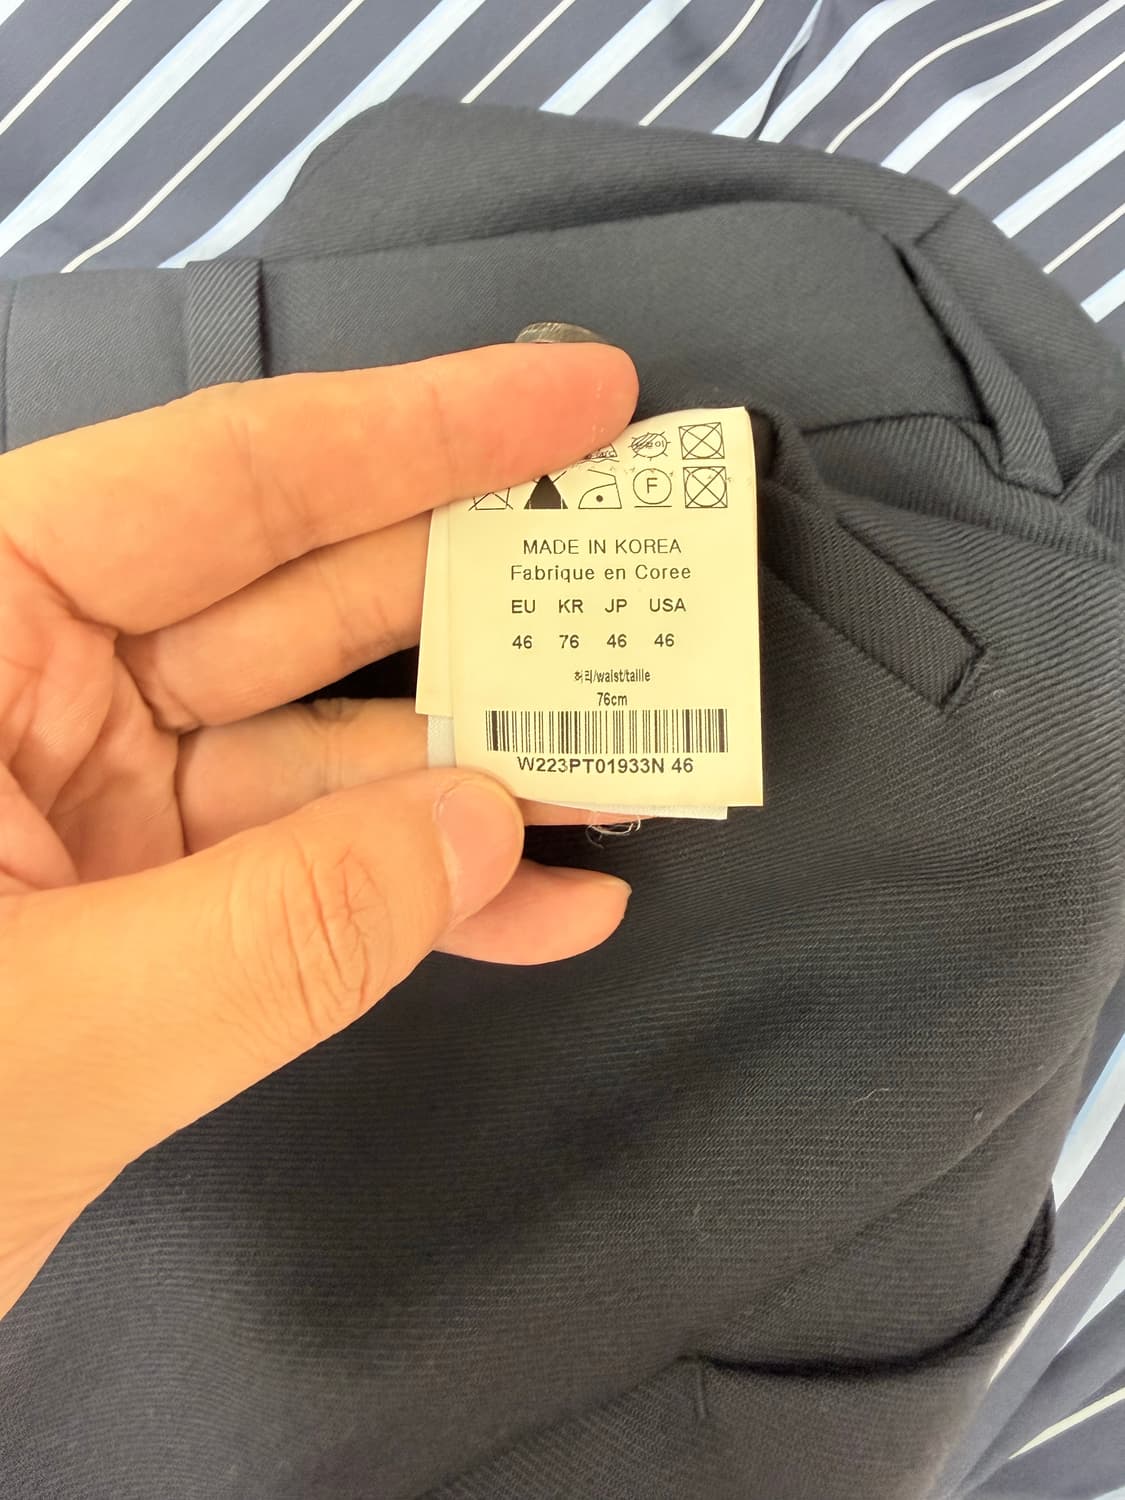 F
MADE IN KOREA
Fabrique en Coree
EU KR JP USA
46 76 46 46
허리/waist/taille
76cm
W223PT01933N 46